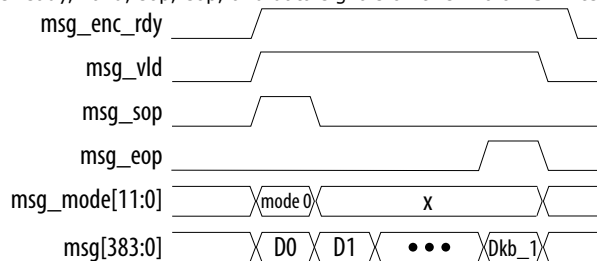 msg_enc_rdy
msg_vld
msg_sop
msg_eop
msg_mode[11:0] mode 0 x
msg[383:0] D0 D1 ••• Dkb_1